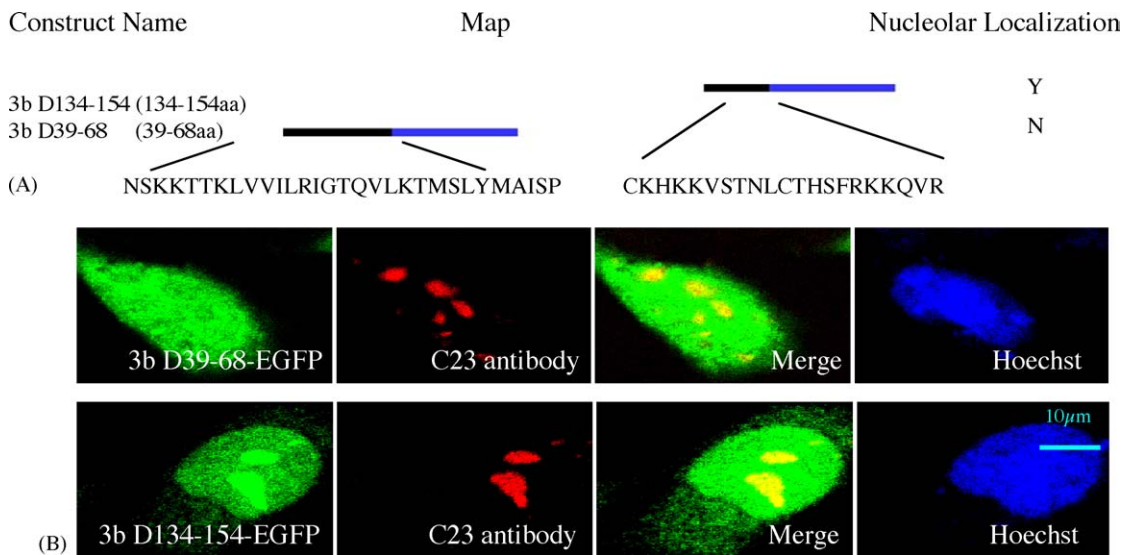 Construct Name Map Nucleolar Localization
3b D134-154 (134-154aa) Y
3b D39-68 (39-68aa) N
(A) NSKKTTKLVVILRIGTQVLKTMSLYMAISP CKHKKVSTNLCTHSFRKKQVR
3b D39-68-EGFP C23 antibody Merge Hoechst
10μm
(B) 3b D134-154-EGFP C23 antibody Merge Hoechst